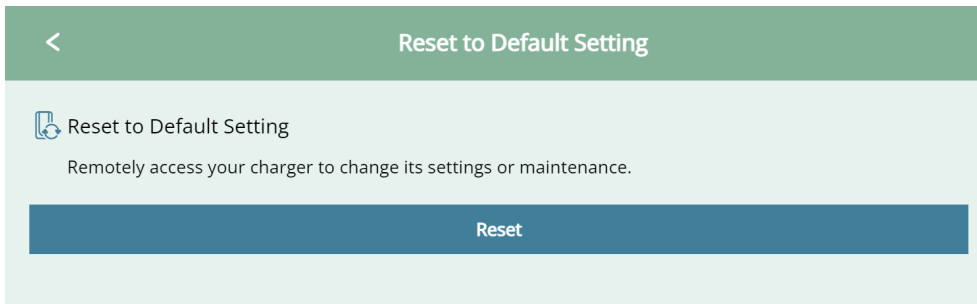 Reset to Default Setting
Reset to Default Setting
Remotely access your charger to change its settings or maintenance.
Reset